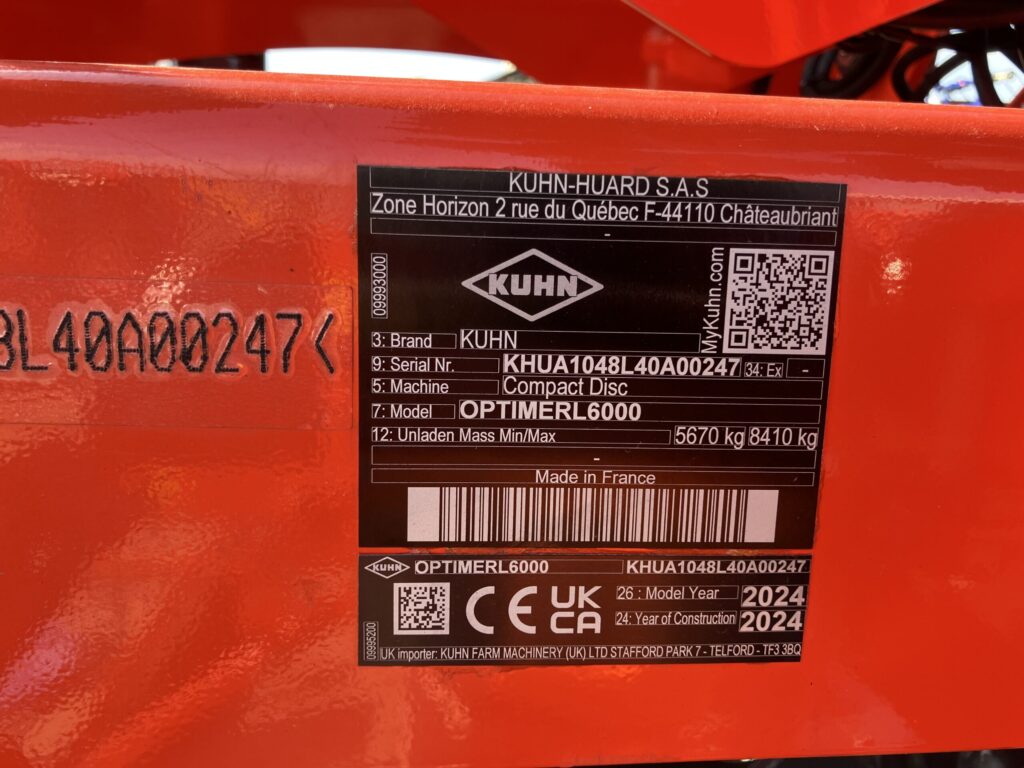 KUHN-HUARD S.A.S
Zone Horizon 2 rue du Québec F-44110 Châteaubriant
-
09993000
KUHN
MyKuhn.com
3: Brand KUHN
9: Serial Nr. KHUA1048L40A00247 34: Ex -
5: Machine Compact Disc
7: Model OPTIMERL6000
12: Unladen Mass Min/Max 5670 kg 8410 kg
-
Made in France
KUHN OPTIMERL6000 KHUA1048L40A00247
CE UK CA
26 : Model Year 2024
24: Year of Construction 2024
09995200
UK importer: KUHN FARM MACHINERY (UK) LTD STAFFORD PARK 7 - TELFORD - TF3 3BQ
8L40A00247<